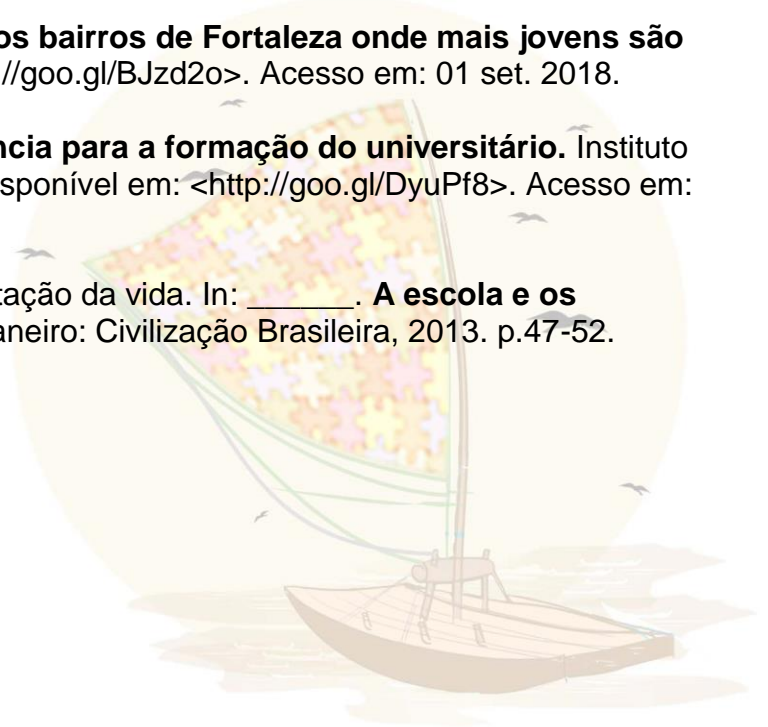 os bairros de Fortaleza onde mais jovens são
//goo.gl/BJzd2o>. Acesso em: 01 set. 2018.
ncia para a formação do universitário. Instituto
sponível em: <http://goo.gl/DyuPf8>. Acesso em:
tação da vida. In: ______. A escola e os
aneiro: Civilização Brasileira, 2013. p.47-52.